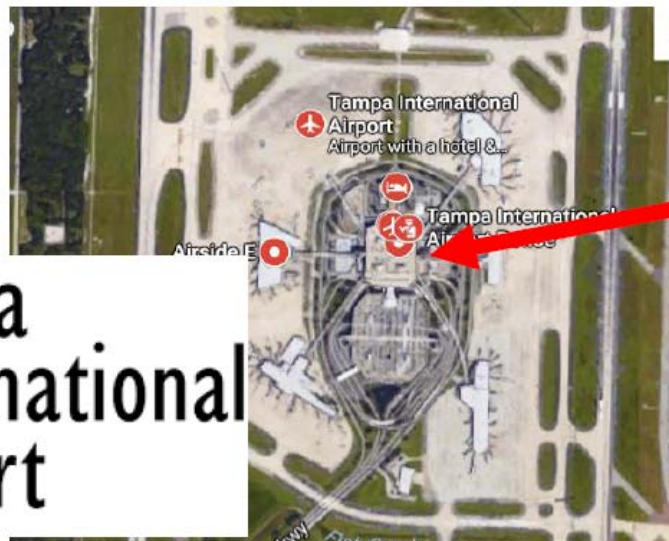 Tampa International
Airport
Airport with a hotel &...
Tampa International
Airside E
a
national
rt